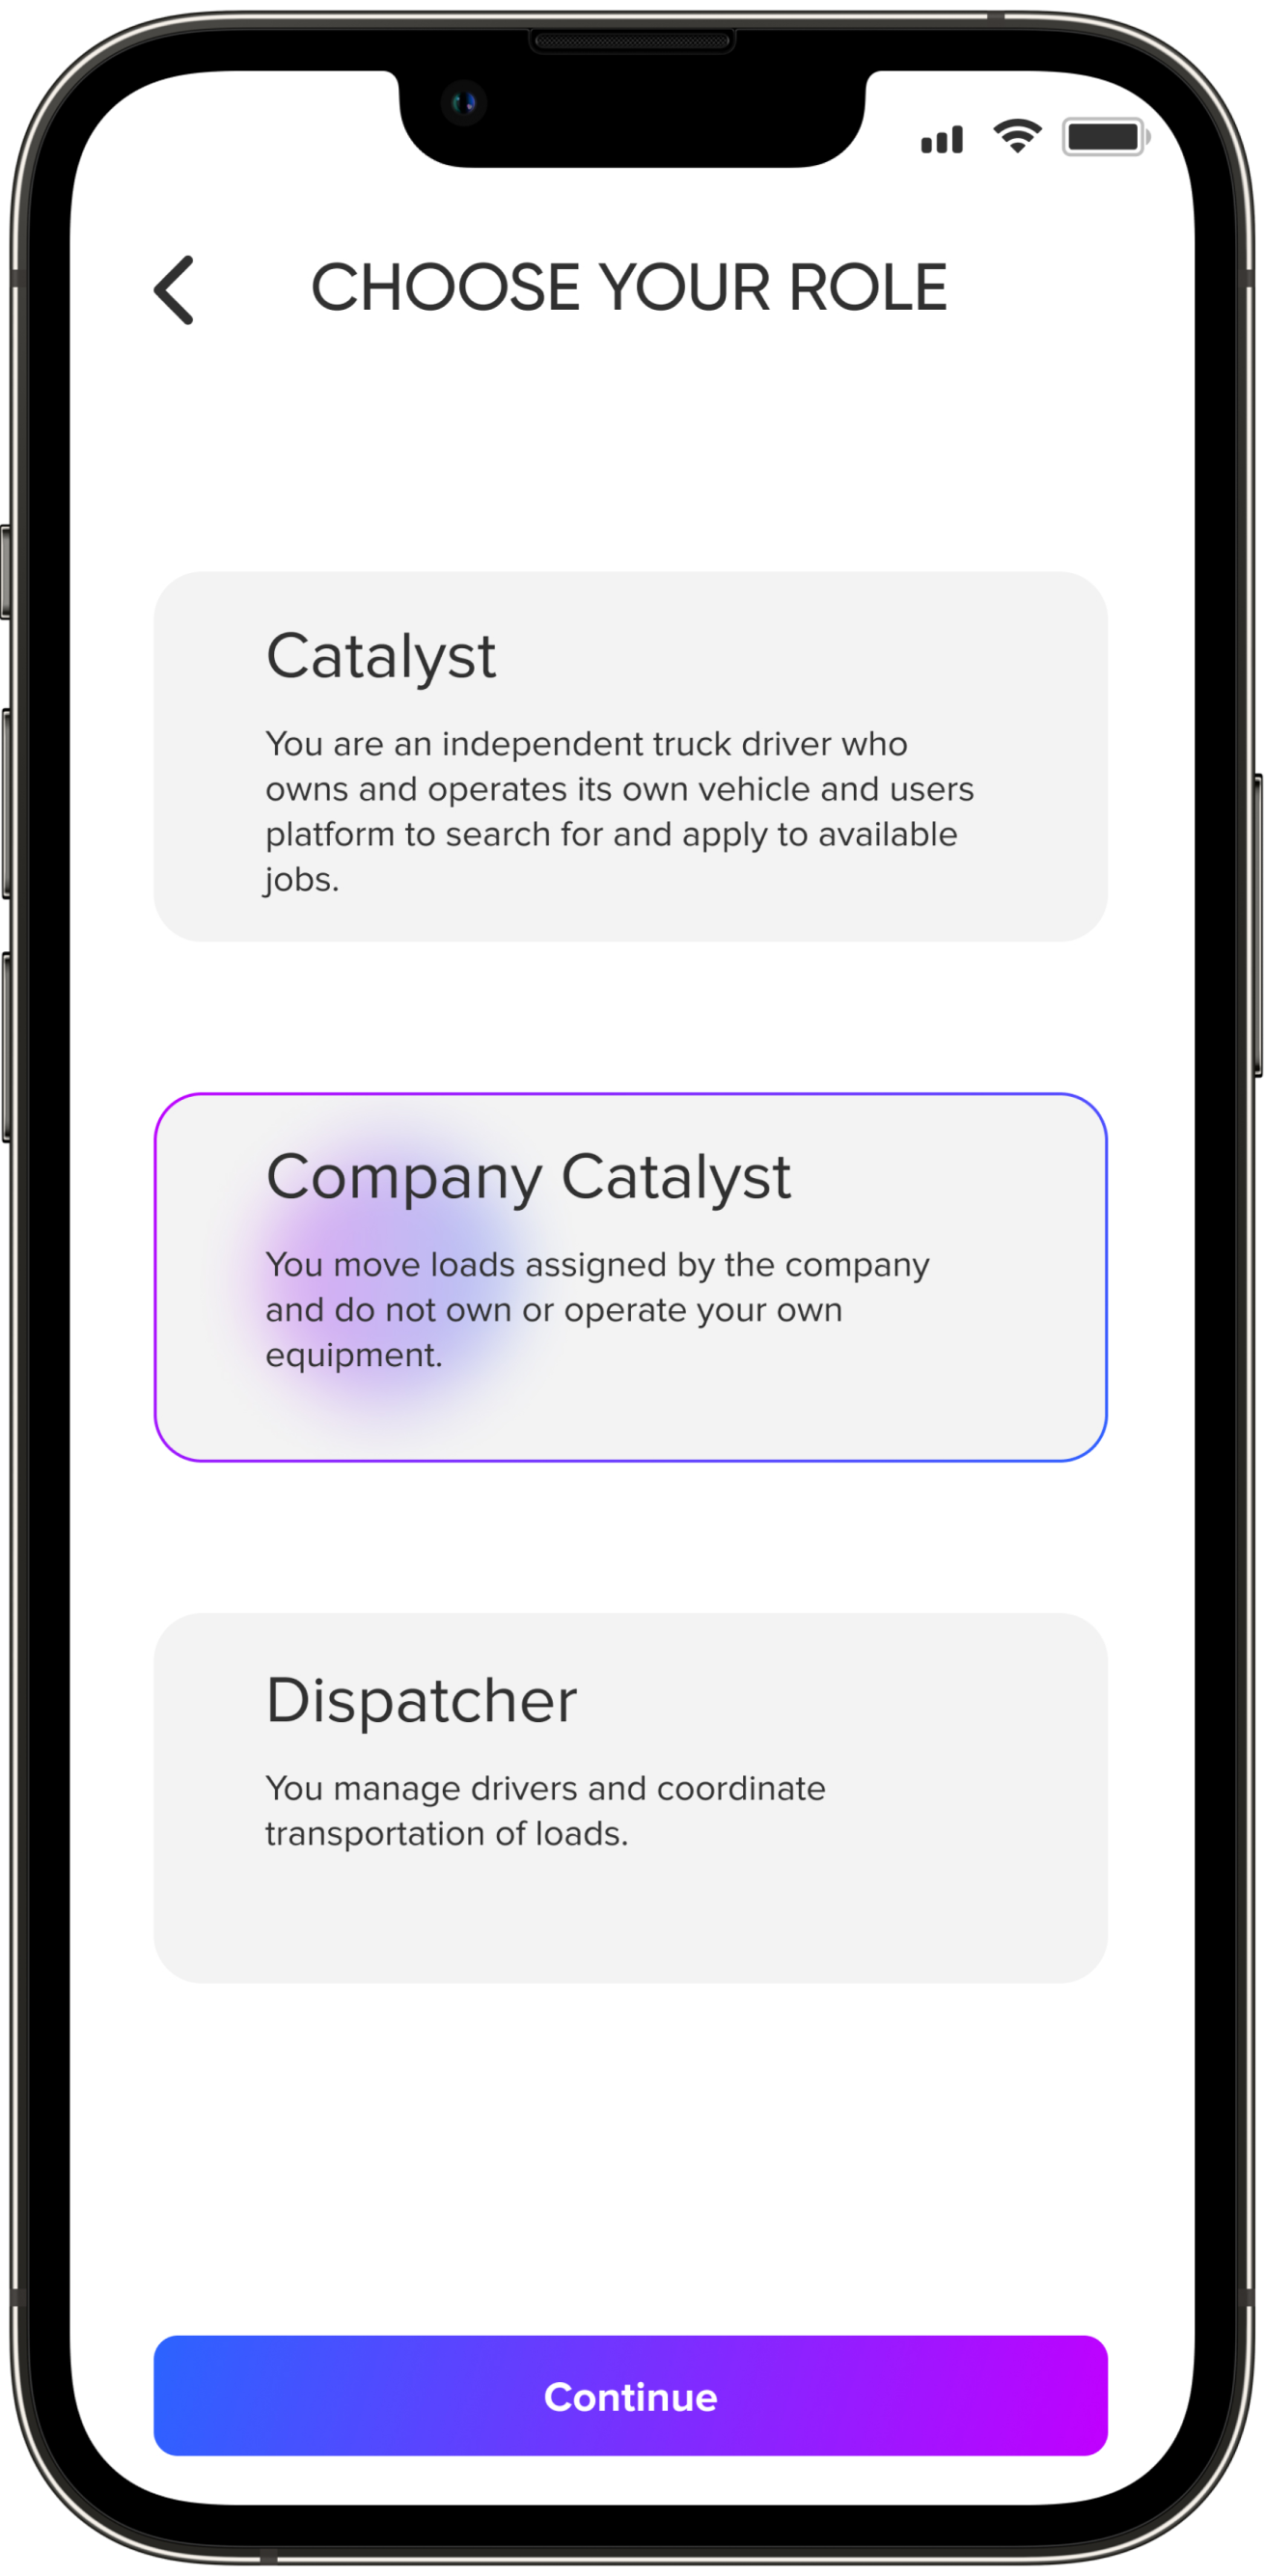 CHOOSE YOUR ROLE
Catalyst
You are an independent truck driver who
owns and operates its own vehicle and users
platform to search for and apply to available
jobs.
Company Catalyst
You move loads assigned by the company
and do not own or operate your own
equipment.
Dispatcher
You manage drivers and coordinate
transportation of loads.
Continue